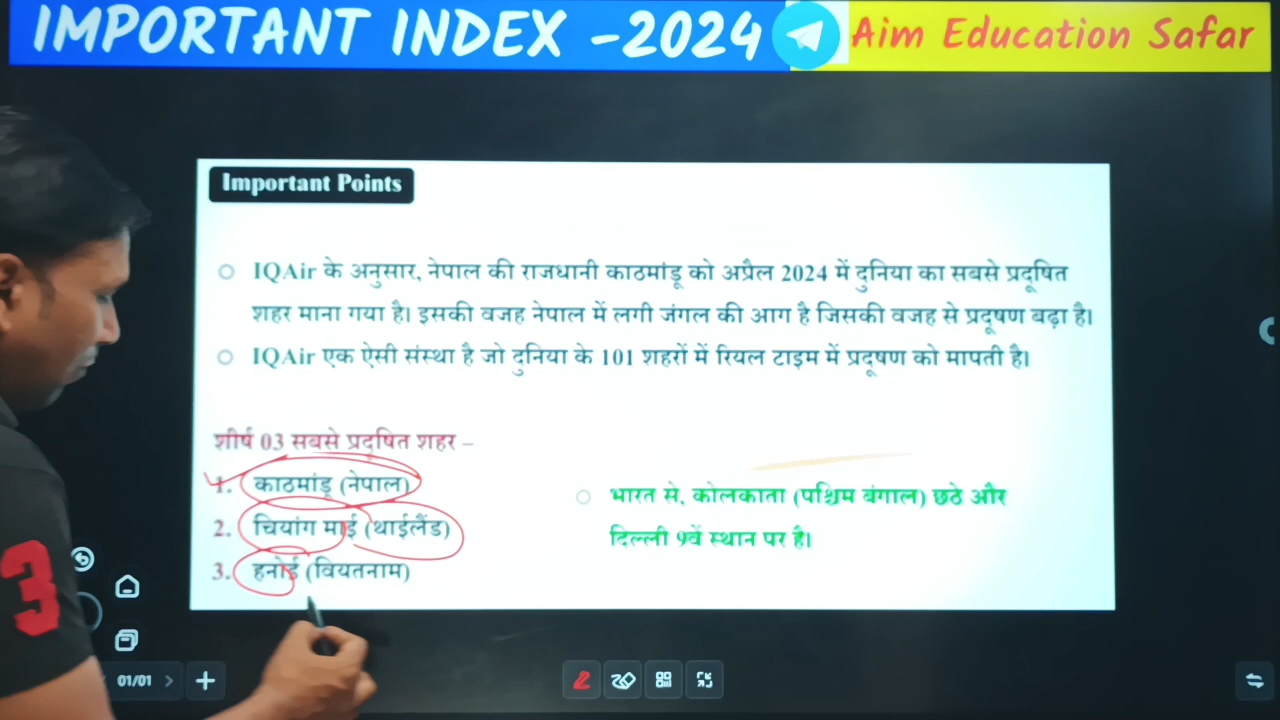 IMPORTANT INDEX -2024
Aim Education Safar
Important Points
IQAir के अनुसार, नेपाल की राजधानी काठमांडू को अप्रैल 2024 में दुनिया का सबसे प्रदूषित
शहर माना गया है। इसकी वजह नेपाल में लगी जंगल की आग है जिसकी वजह से प्रदूषण बढ़ा है।
IQAir एक ऐसी संस्था है जो दुनिया के 101 शहरों में रियल टाइम में प्रदूषण को मापती है।
शीर्ष 03 सबसे प्रदूषित शहर –
1. काठमांडू (नेपाल)
2. चियांग माई (थाईलैंड)
3. हनोई (वियतनाम)
भारत से, कोलकाता (पश्चिम बंगाल) छठे और
दिल्ली 9वें स्थान पर है।
3
01/01